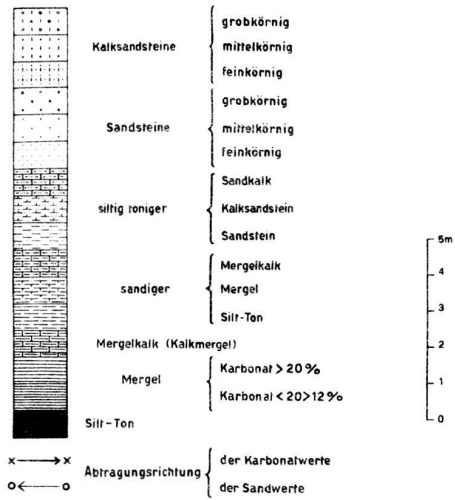 grobkörnig
Kalksandsteine
mittelkörnig
feinkörnig
grobkörnig
Sandsteine
mittelkörnig
feinkörnig
Sandkalk
siltig toniger
Kalksandstein
Sandstein
5m
Mergelkalk
4
sandiger
Mergel
3
Silt-Ton
Mergelkalk (Kalkmergel)
2
Karbonat > 20%
Mergel
1
Karbonat < 20 > 12%
0
Silt-Ton
x → x
der Karbonatwerte
Abtragungsrichtung
o ← o
der Sandwerte